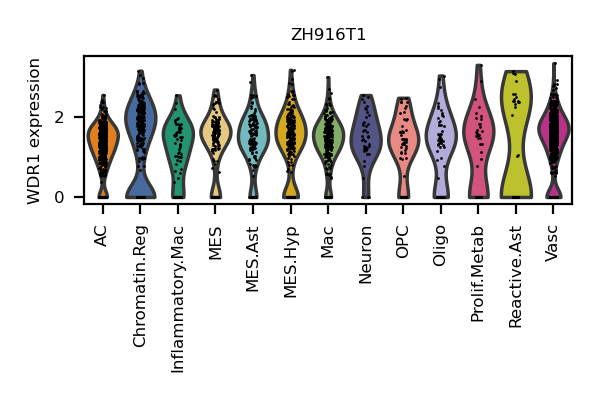 ZH916T1
WDR1 expression
2
0
AC
Chromatin.Reg
Inflammatory.Mac
MES
MES.Ast
MES.Hyp
Mac
Neuron
OPC
Oligo
Prolif.Metab
Reactive.Ast
Vasc